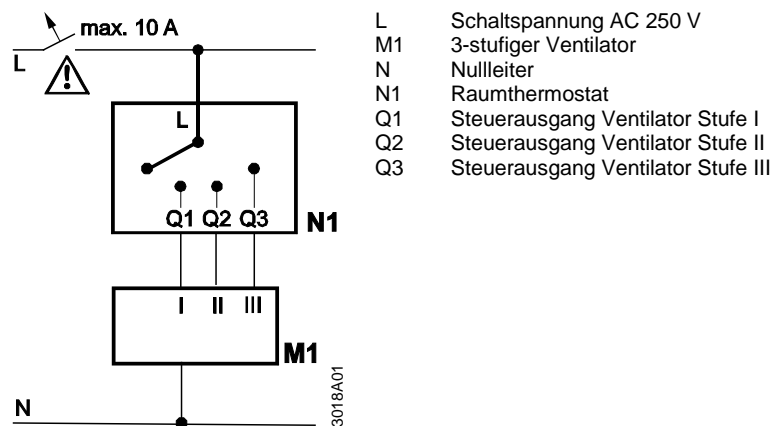 max. 10 A
L
L
Q1 Q2 Q3
N1
I II III
M1
N
3018A01
L Schaltspannung AC 250 V
M1 3-stufiger Ventilator
N Nullleiter
N1 Raumthermostat
Q1 Steuerausgang Ventilator Stufe I
Q2 Steuerausgang Ventilator Stufe II
Q3 Steuerausgang Ventilator Stufe III